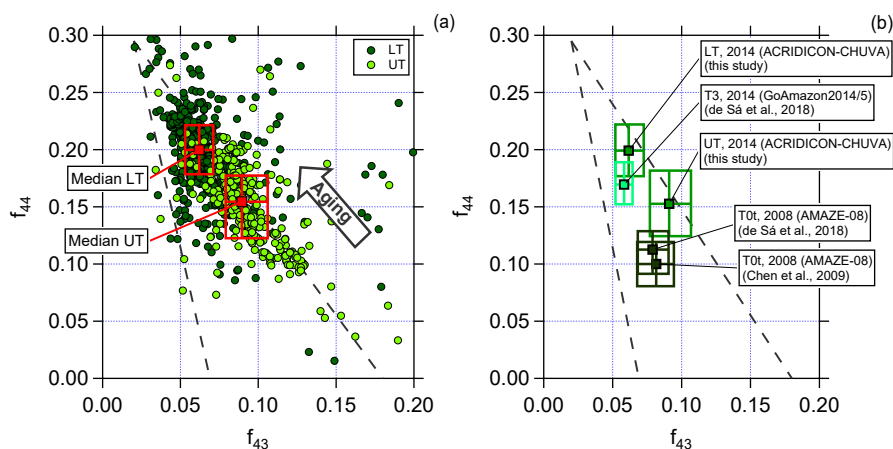 (a)
0.30
0.25
0.20
0.15
0.10
0.05
0.00
f44
LT
UT
Median LT
Median UT
Aging
0.00 0.05 0.10 0.15 0.20
f43
(b)
0.30
0.25
0.20
0.15
0.10
0.05
0.00
f44
LT, 2014 (ACRIDICON-CHUVA)
(this study)
T3, 2014 (GoAmazon2014/5)
(de Sá et al., 2018)
UT, 2014 (ACRIDICON-CHUVA)
(this study)
T0t, 2008 (AMAZE-08)
(de Sá et al., 2018)
T0t, 2008 (AMAZE-08)
(Chen et al., 2009)
0.00 0.05 0.10 0.15 0.20
f43